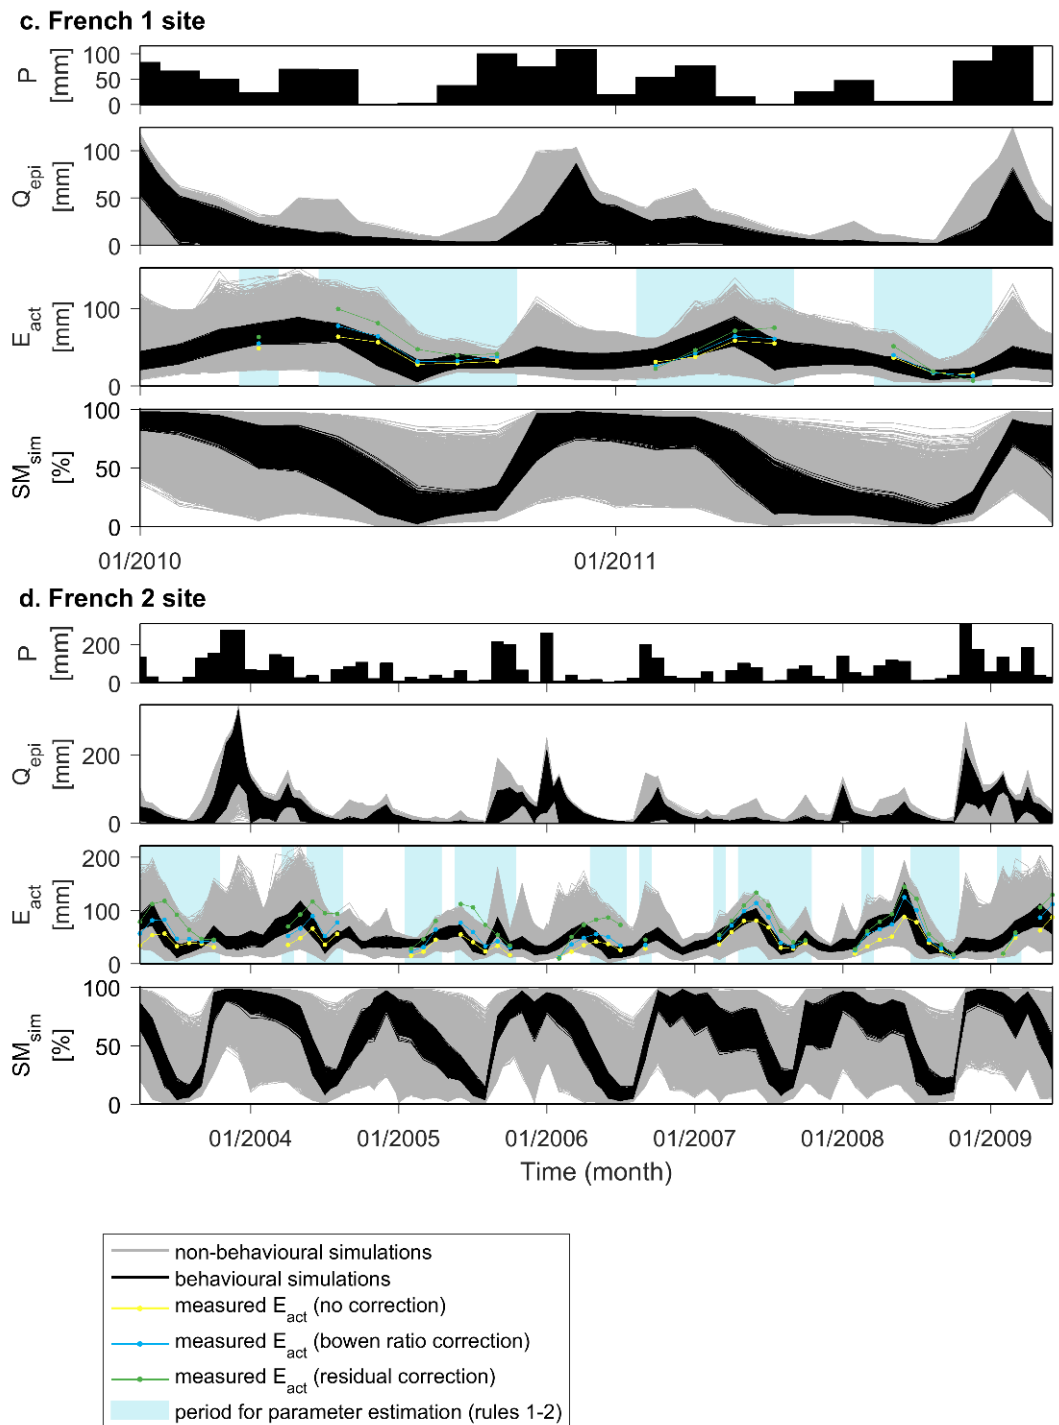 c. French 1 site
P
[mm]
100
50
0
Q_epi
[mm]
100
50
0
E_act
[mm]
100
0
SM_sim
[%]
100
50
0
01/2010 01/2011
d. French 2 site
P
[mm]
200
0
Q_epi
[mm]
200
0
E_act
[mm]
200
100
0
SM_sim
[%]
100
50
0
01/2004 01/2005 01/2006 01/2007 01/2008 01/2009
Time (month)
non-behavioural simulations
behavioural simulations
measured E_act (no correction)
measured E_act (bowen ratio correction)
measured E_act (residual correction)
period for parameter estimation (rules 1-2)